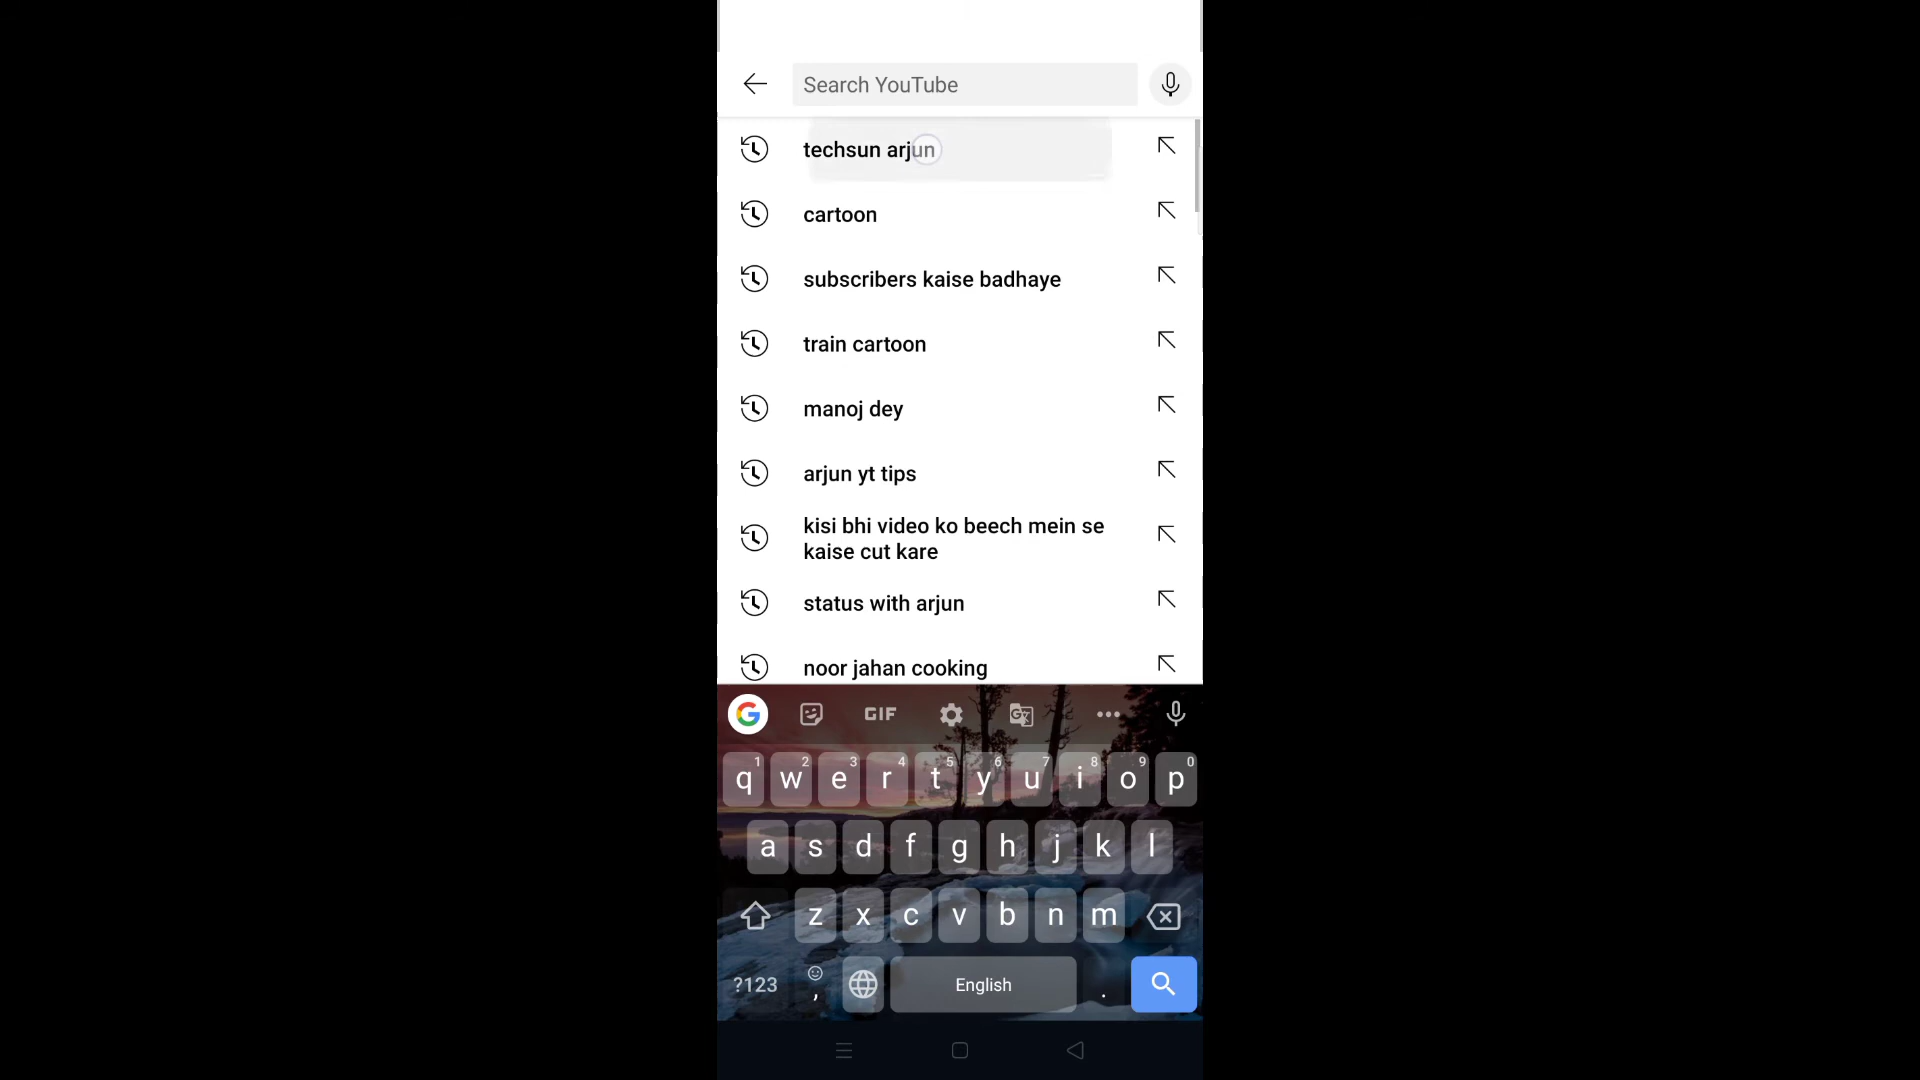 Search YouTube
techsun arjun
cartoon
subscribers kaise badhaye
train cartoon
manoj dey
arjun yt tips
kisi bhi video ko beech mein se
kaise cut kare
status with arjun
noor jahan cooking
G GIF
1 2 3 4 5 6 7 8 9 0
q w e r t y u i o p
a s d f g h j k l
z x c v b n m
?123 , English .